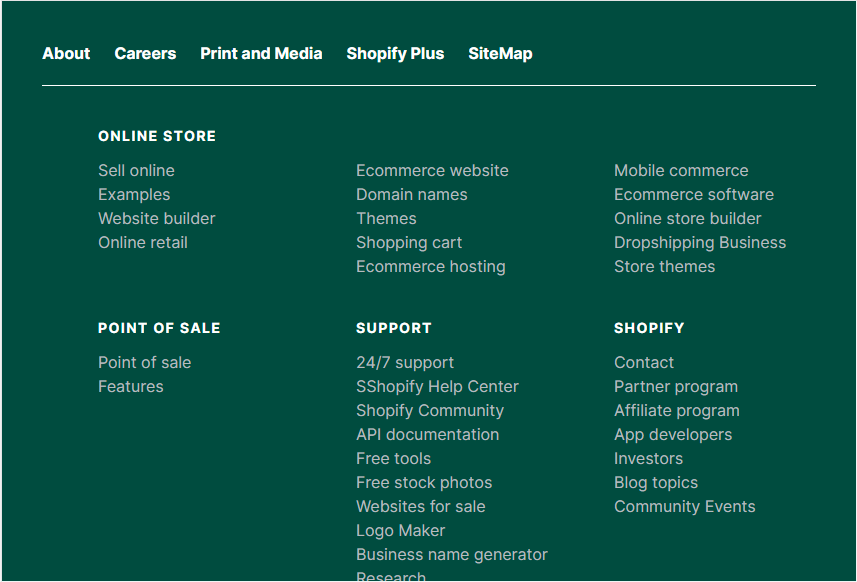 About Careers Print and Media Shopify Plus SiteMap
ONLINE STORE
Sell online
Examples
Website builder
Online retail
Ecommerce website
Domain names
Themes
Shopping cart
Ecommerce hosting
Mobile commerce
Ecommerce software
Online store builder
Dropshipping Business
Store themes
POINT OF SALE
Point of sale
Features
SUPPORT
24/7 support
SShopify Help Center
Shopify Community
API documentation
Free tools
Free stock photos
Websites for sale
Logo Maker
Business name generator
Research
SHOPIFY
Contact
Partner program
Affiliate program
App developers
Investors
Blog topics
Community Events